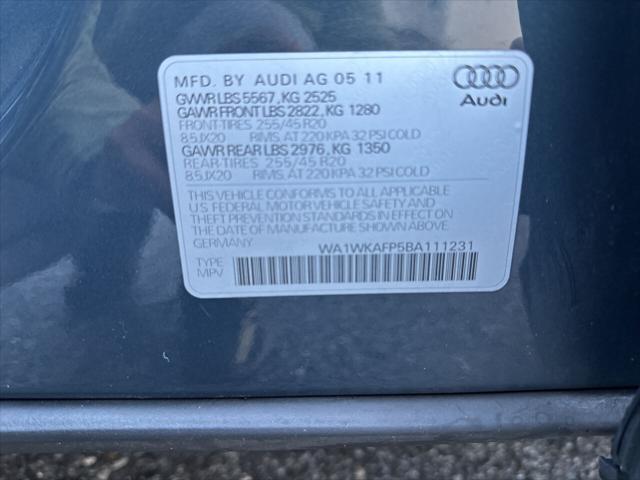 MFD. BY AUDI AG 05 11
GVWR LBS 5567, KG 2525
GAWR FRONT LBS 2822, KG 1280
FRONT-TIRES 255/45 R20
8.5JX20 RIMS, AT 220 KPA 32 PSI COLD
GAWR REAR LBS 2976, KG 1350
REAR-TIRES 255/45 R20
8.5JX20 RIMS, AT 220 KPA 32 PSI COLD
Audi
THIS VEHICLE CONFORMS TO ALL APPLICABLE
U.S. FEDERAL MOTOR VEHICLE SAFETY AND
THEFT PREVENTION STANDARDS IN EFFECT ON
THE DATE OF MANUFACTURE SHOWN ABOVE.
GERMANY WA1WKAFP5BA111231
TYPE
MPV